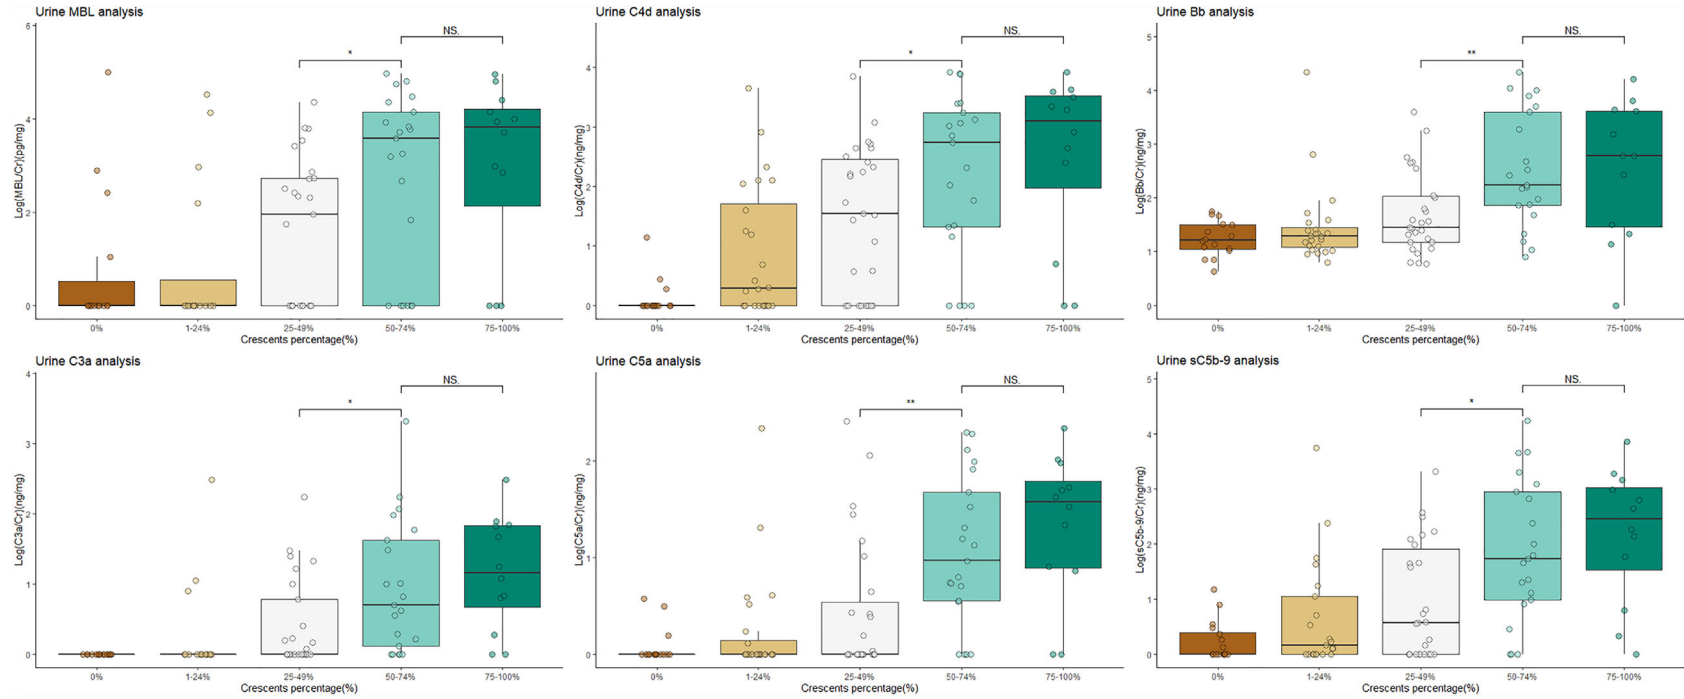 Urine MBL analysis
Log(MBL/Cr)(pg/mg)
6
4
2
0
*
NS.
0%
1-24%
25-49%
50-74%
75-100%
Crescents percentage(%)
Urine C4d analysis
Log(C4d/Cr)(ng/mg)
4
3
2
1
0
*
NS.
0%
1-24%
25-49%
50-74%
75-100%
Crescents percentage(%)
Urine Bb analysis
Log(Bb/Cr)(ng/mg)
5
4
3
2
1
0
**
NS.
0%
1-24%
25-49%
50-74%
75-100%
Crescents percentage(%)
Urine C3a analysis
Log(C3a/Cr)(ng/mg)
4
3
2
1
0
*
NS.
0%
1-24%
25-49%
50-74%
75-100%
Crescents percentage(%)
Urine C5a analysis
Log(C5a/Cr)(ng/mg)
2
1
0
**
NS.
0%
1-24%
25-49%
50-74%
75-100%
Crescents percentage(%)
Urine sC5b-9 analysis
Log(sC5b-9/Cr)(ng/mg)
5
4
3
2
1
0
*
NS.
0%
1-24%
25-49%
50-74%
75-100%
Crescents percentage(%)